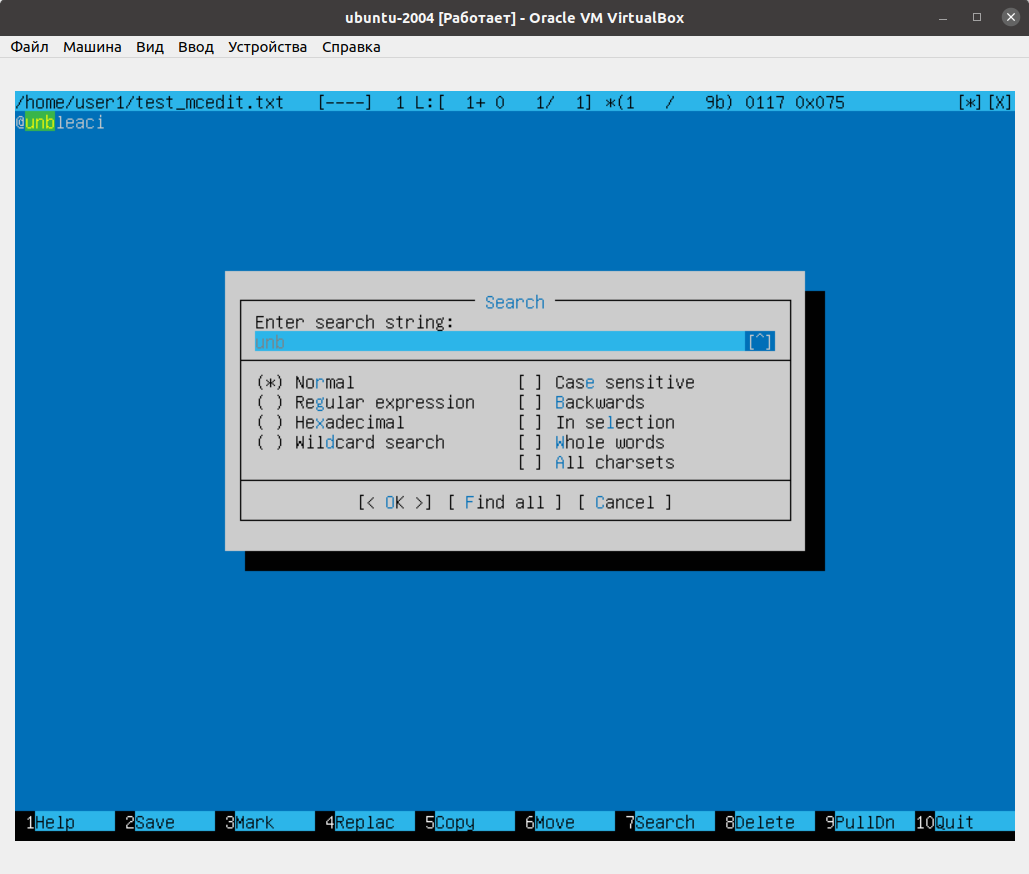 ubuntu-2004 [Работает] - Oracle VM VirtualBox
Файл Машина Вид Ввод Устройства Справка
/home/user1/test_mcedit.txt [----] 1 L:[ 1+ 0 1/ 1] *(1 / 9b) 0117 0x075 [*][X]
@unbleaci
Search
Enter search string:
unb [^]
(*) Normal [ ] Case sensitive
( ) Regular expression [ ] Backwards
( ) Hexadecimal [ ] In selection
( ) Wildcard search [ ] Whole words
[ ] All charsets
[< OK >] [ Find all ] [ Cancel ]
1Help 2Save 3Mark 4Replac 5Copy 6Move 7Search 8Delete 9PullDn 10Quit